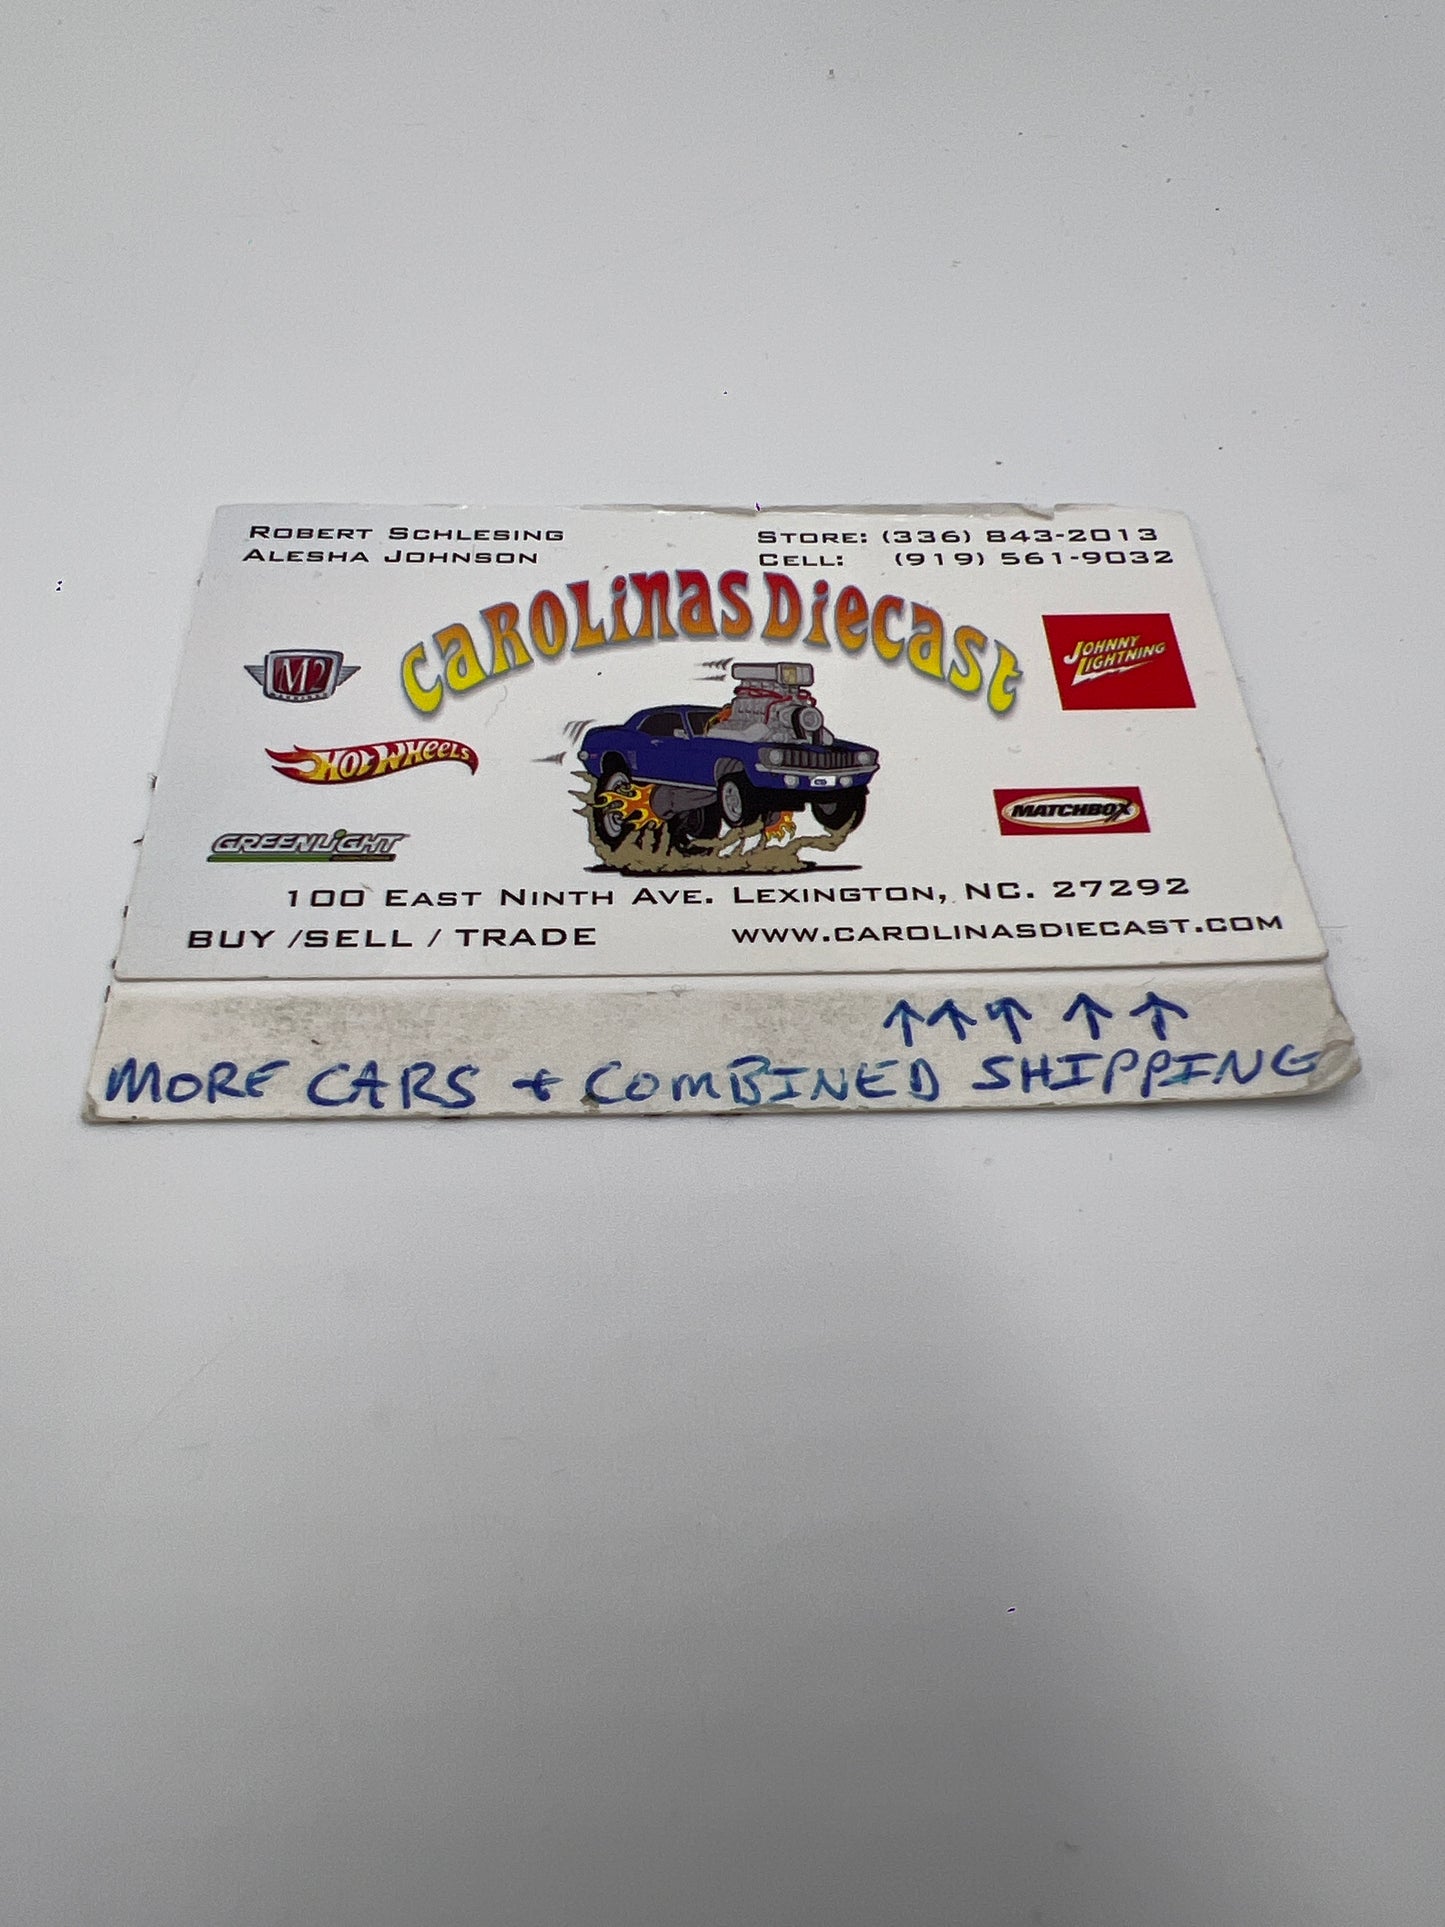 ROBERT SCHLESING
ALESHA JOHNSON
STORE: (336) 843-2013
CELL: (919) 561-9032
CAROLINAS DIECAST
M2
JOHNNY
LIGHTNING
HOT WHEELS
MATCHBOX
GREENLIGHT
100 EAST NINTH AVE. LEXINGTON, NC. 27292
BUY /SELL / TRADE
WWW.CAROLINASDIECAST.COM
↑↑↑↑↑
MORE CARS + COMBINED SHIPPING